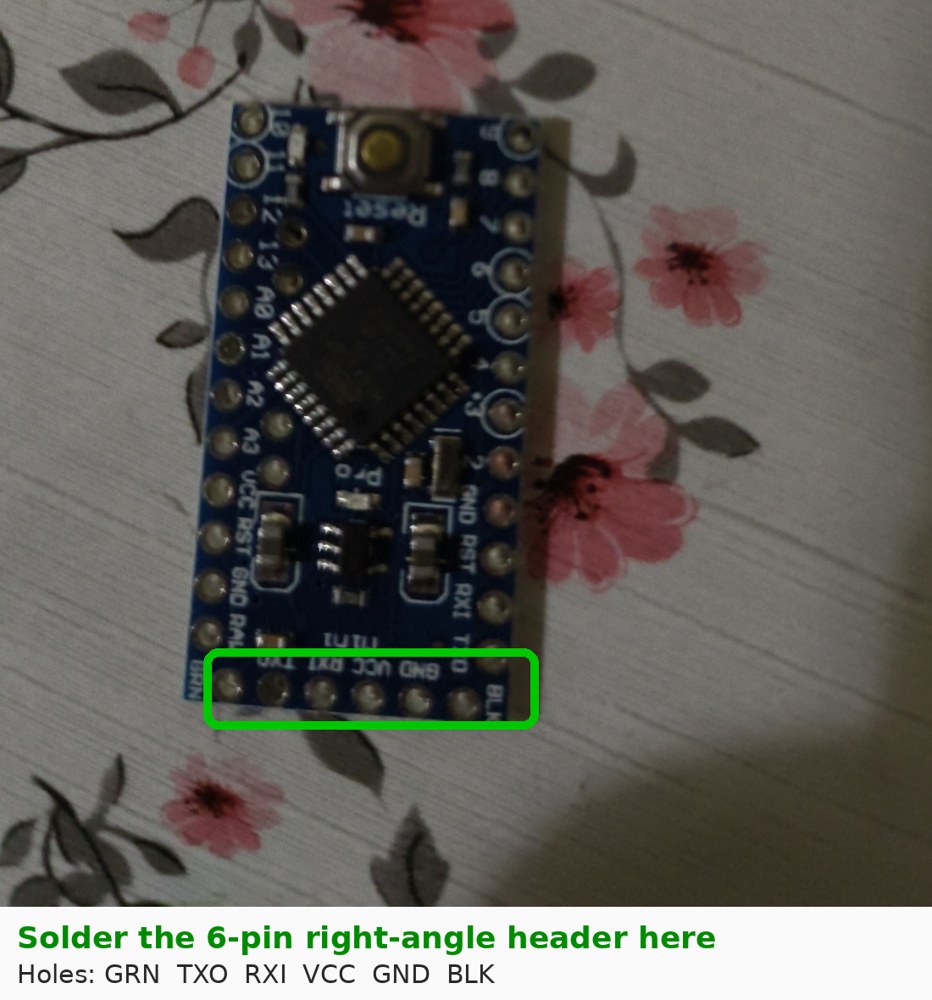 10
11
12
13
A0
A1
A2
A3
VCC
RST
GND
RAW
Reset
Pro
Mini
9
8
7
6
5
4
3
2
GND
RST
RXI
TXO
GRN
TXO RXI VCC GND
BLK
Solder the 6-pin right-angle header here
Holes: GRN TXO RXI VCC GND BLK